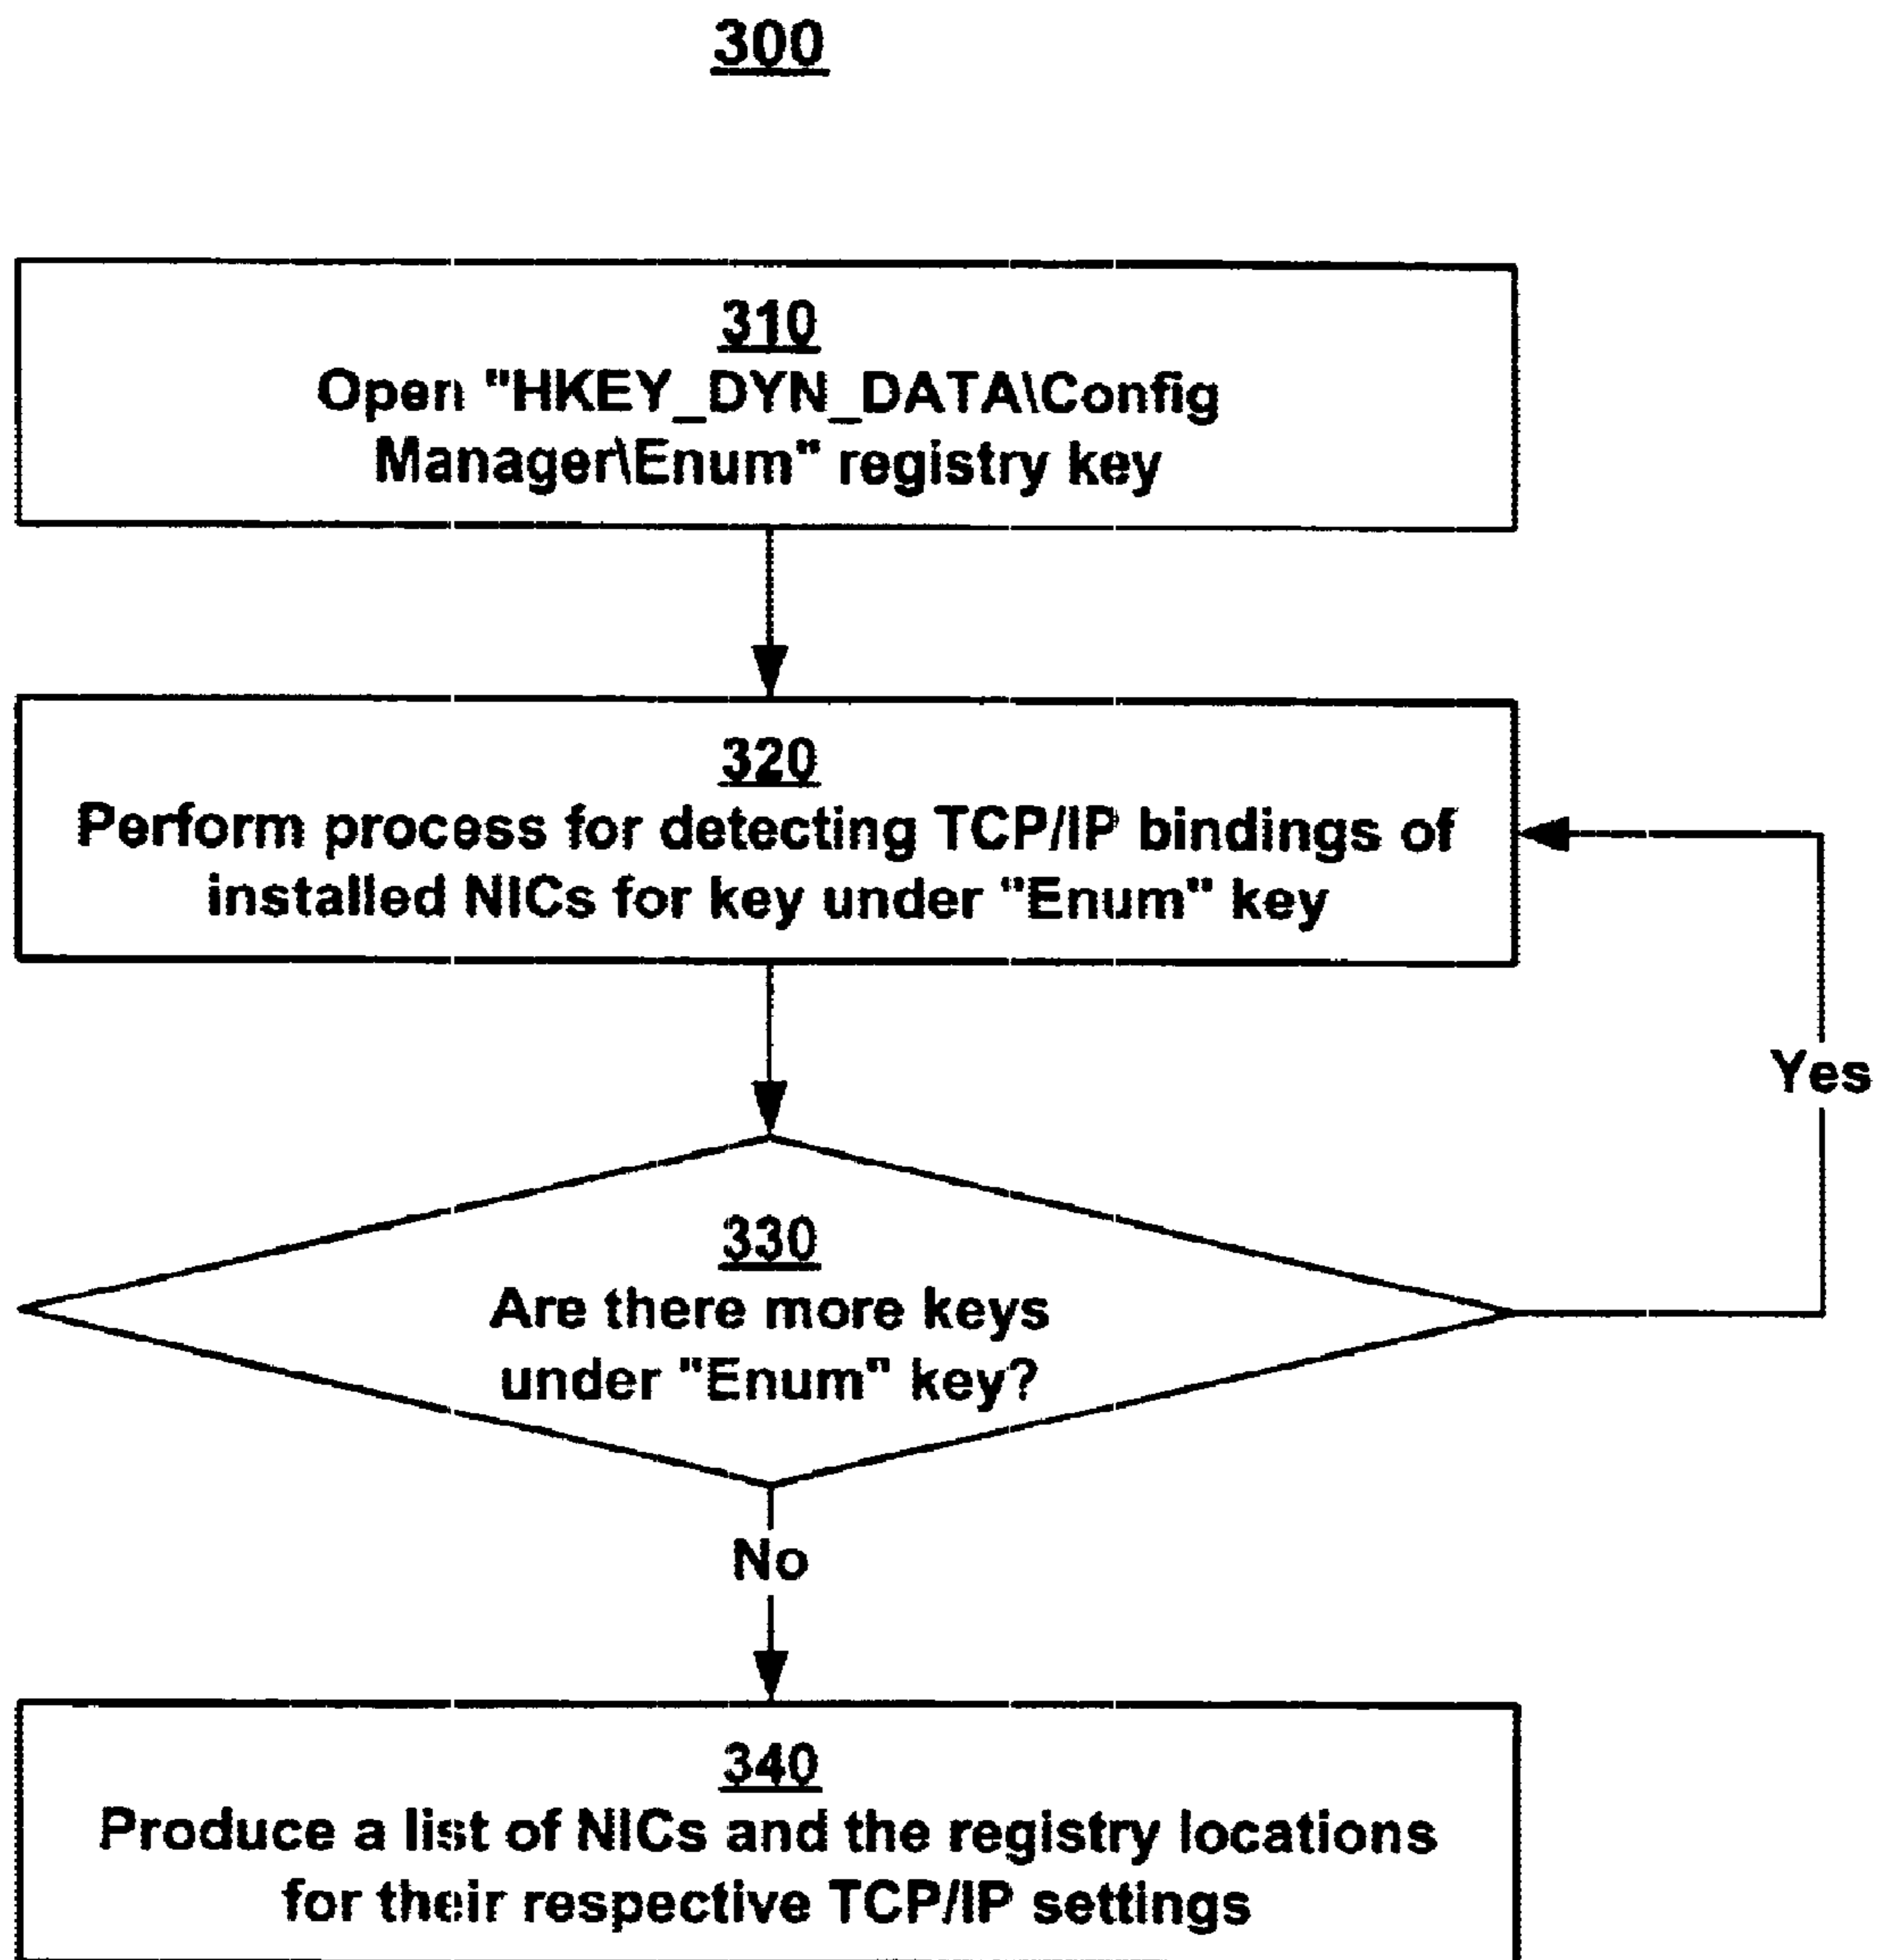 300
310
Open "HKEY_DYN_DATA\Config
Manager\Enum" registry key
320
Perform process for detecting TCP/IP bindings of
installed NICs for key under "Enum" key
Yes
330
Are there more keys
under "Enum" key?
No
340
Produce a list of NICs and the registry locations
for their respective TCP/IP settings